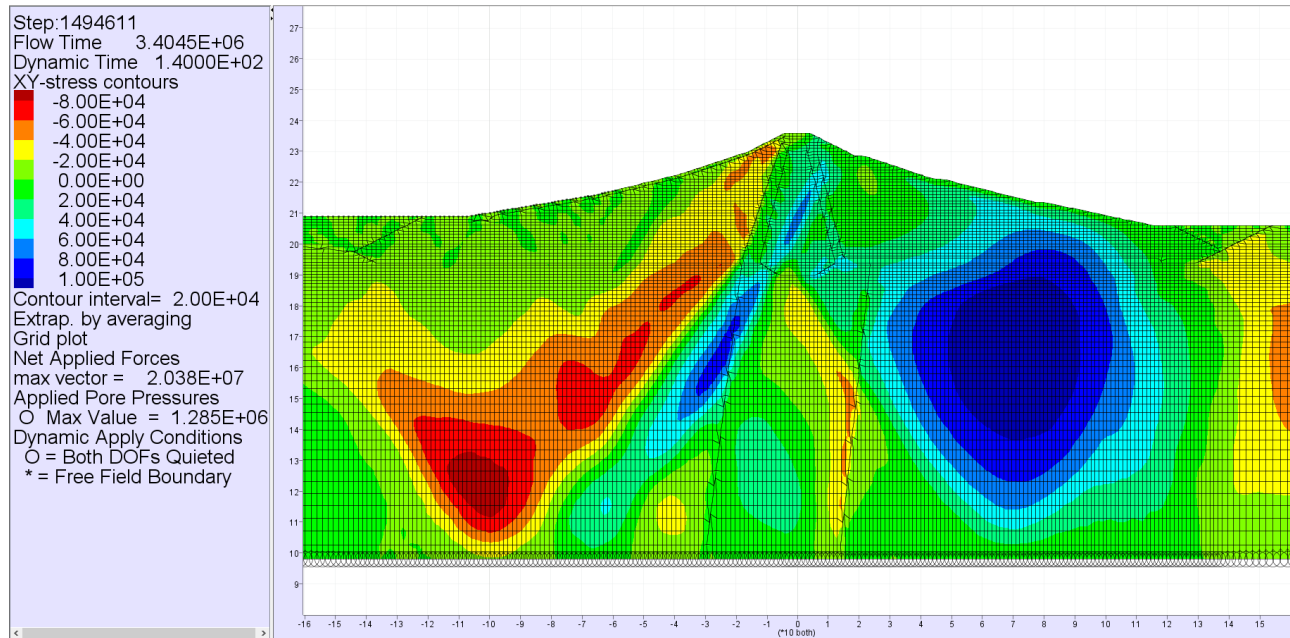 Step:1494611
Flow Time 3.4045E+06
Dynamic Time 1.4000E+02
XY-stress contours
-8.00E+04
-6.00E+04
-4.00E+04
-2.00E+04
0.00E+00
2.00E+04
4.00E+04
6.00E+04
8.00E+04
1.00E+05
Contour interval= 2.00E+04
Extrap. by averaging
Grid plot
Net Applied Forces
max vector = 2.038E+07
Applied Pore Pressures
O Max Value = 1.285E+06
Dynamic Apply Conditions
O = Both DOFs Quieted
* = Free Field Boundary
27
26
25
24
23
22
21
20
19
18
17
16
15
14
13
12
11
10
9
-16 -15 -14 -13 -12 -11 -10 -9 -8 -7 -6 -5 -4 -3 -2 -1 0 1 2 3 4 5 6 7 8 9 10 11 12 13 14 15
(*10 both)